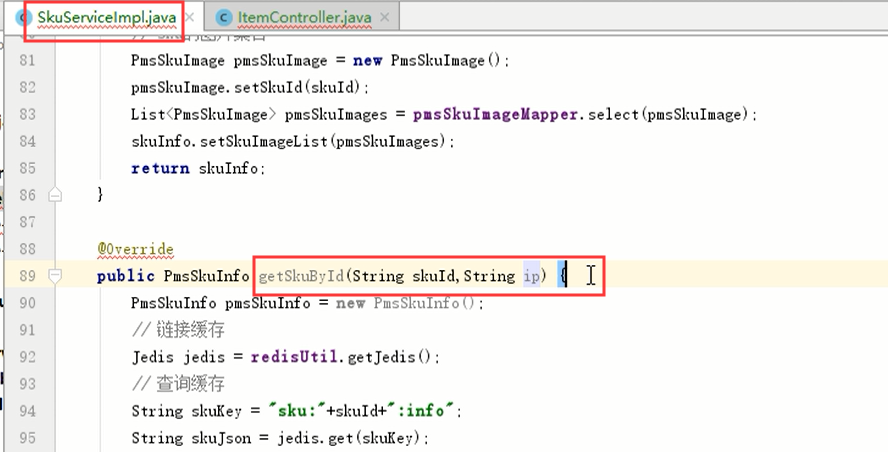 SkuServiceImpl.java
ItemController.java
81 PmsSkuImage pmsSkuImage = new PmsSkuImage();
82 pmsSkuImage.setSkuId(skuId);
83 List<PmsSkuImage> pmsSkuImages = pmsSkuImageMapper.select(pmsSkuImage);
84 skuInfo.setSkuImageList(pmsSkuImages);
85 return skuInfo;
86 }
87
88 @Override
89 public PmsSkuInfo getSkuById(String skuId,String ip) {
90 PmsSkuInfo pmsSkuInfo = new PmsSkuInfo();
91 // 链接缓存
92 Jedis jedis = redisUtil.getJedis();
93 // 查询缓存
94 String skuKey = "sku:"+skuId+":info";
95 String skuJson = jedis.get(skuKey);